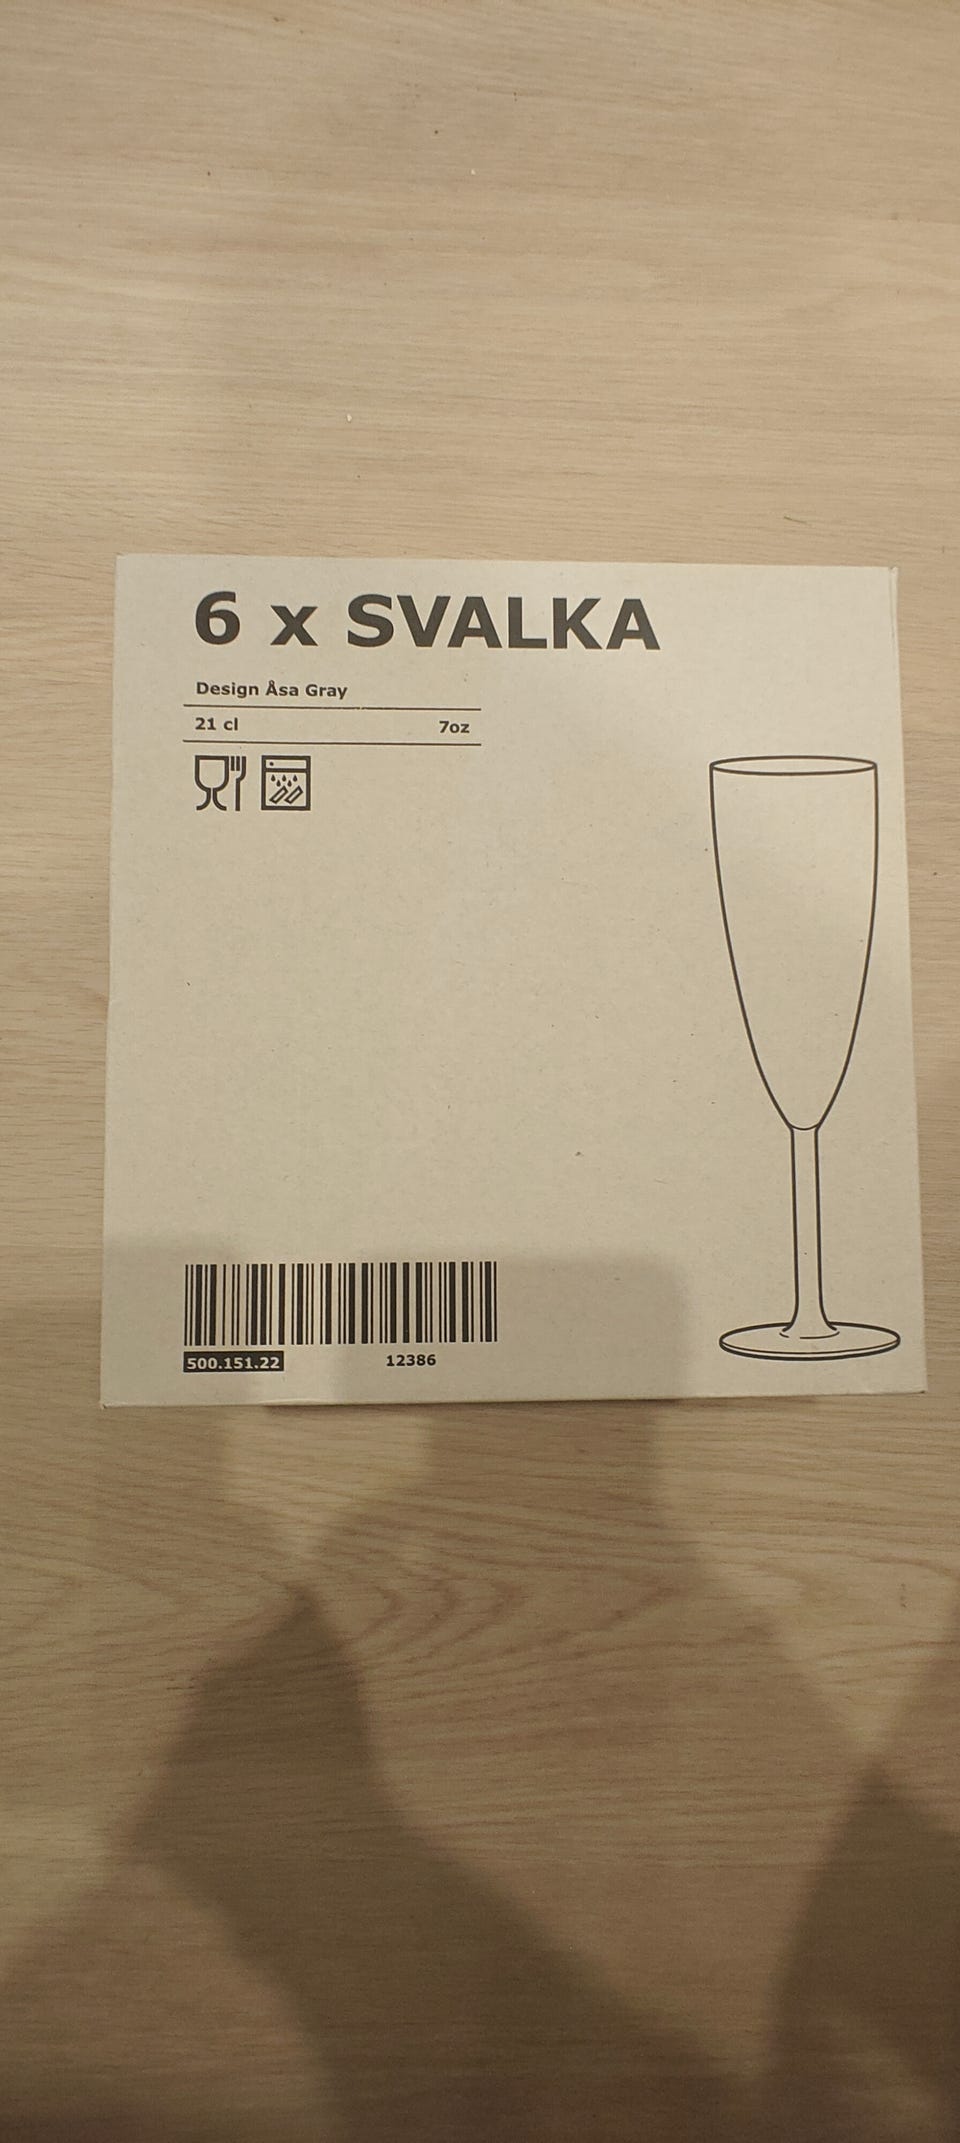 6 x SVALKA
Design Åsa Gray
21 cl 7oz
500.151.22 12386